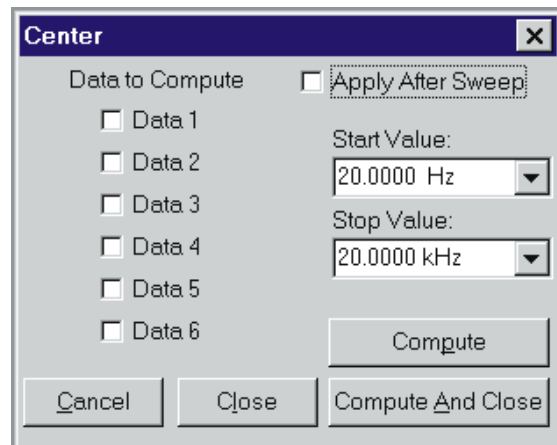 Center
Data to Compute
Apply After Sweep
Data 1
Data 2
Data 3
Data 4
Data 5
Data 6
Start Value:
20.0000 Hz
Stop Value:
20.0000 kHz
Compute
Cancel
Close
Compute And Close